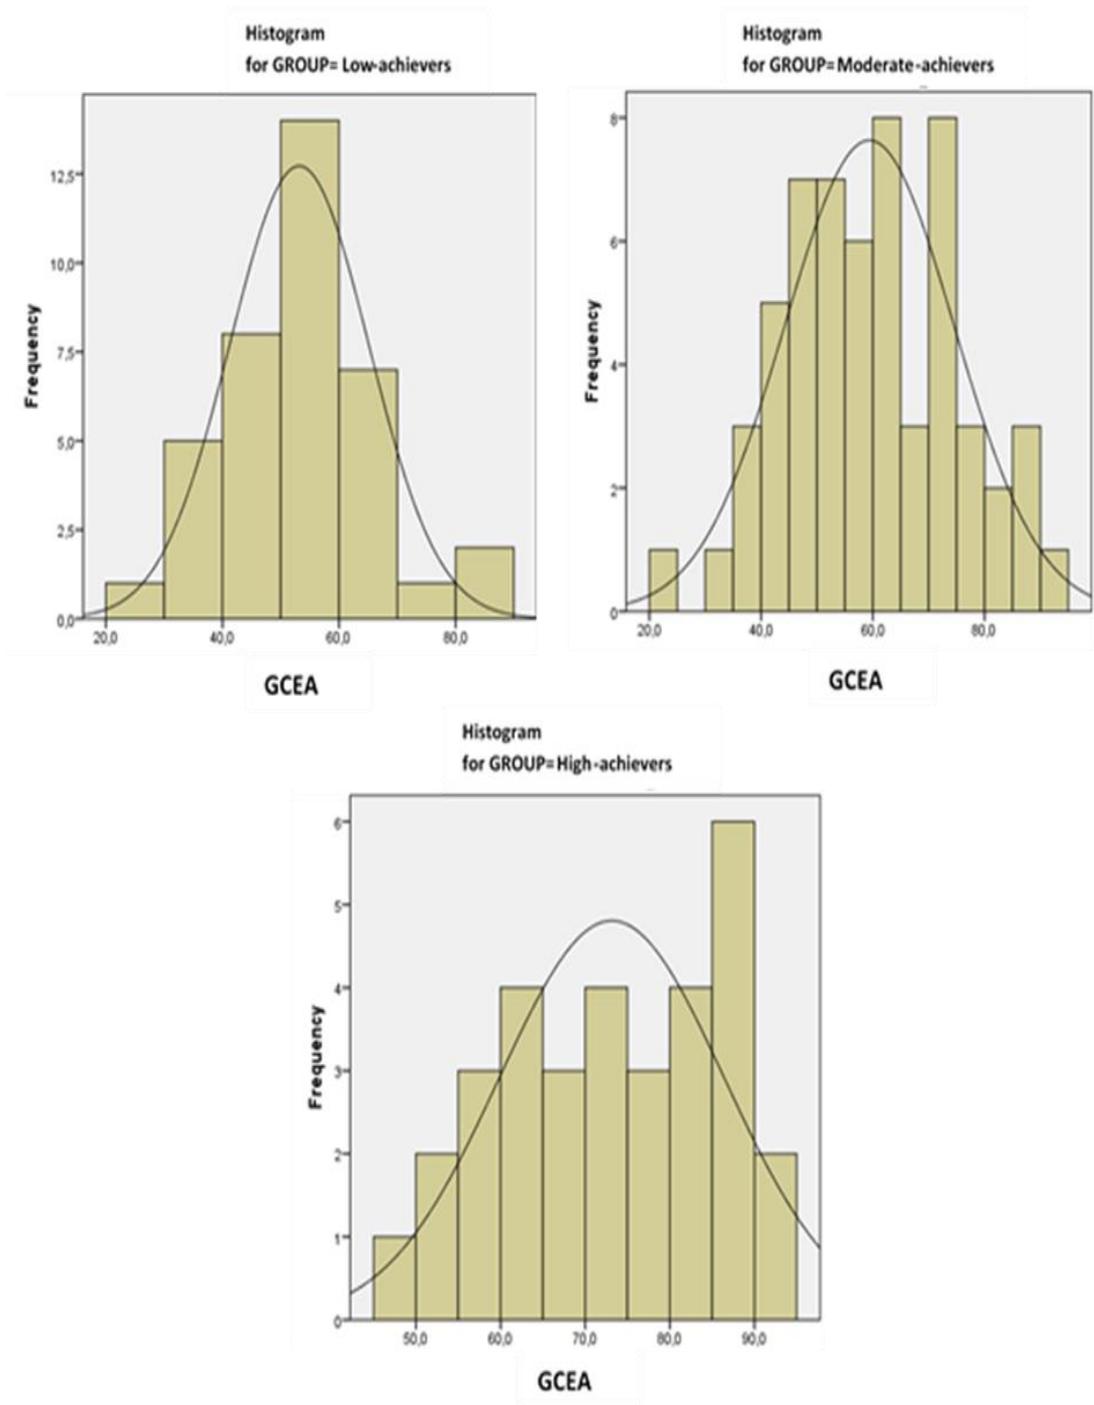 Histogram
for GROUP= Low-achievers
Frequency
12,5
10,0
7,5
5,0
2,5
0,0
20,0 40,0 60,0 80,0
GCEA
Histogram
for GROUP=Moderate-achievers
Frequency
8
6
4
2
0
20,0 40,0 60,0 80,0
GCEA
Histogram
for GROUP=High-achievers
Frequency
6
5
4
3
2
1
0
50,0 60,0 70,0 80,0 90,0
GCEA